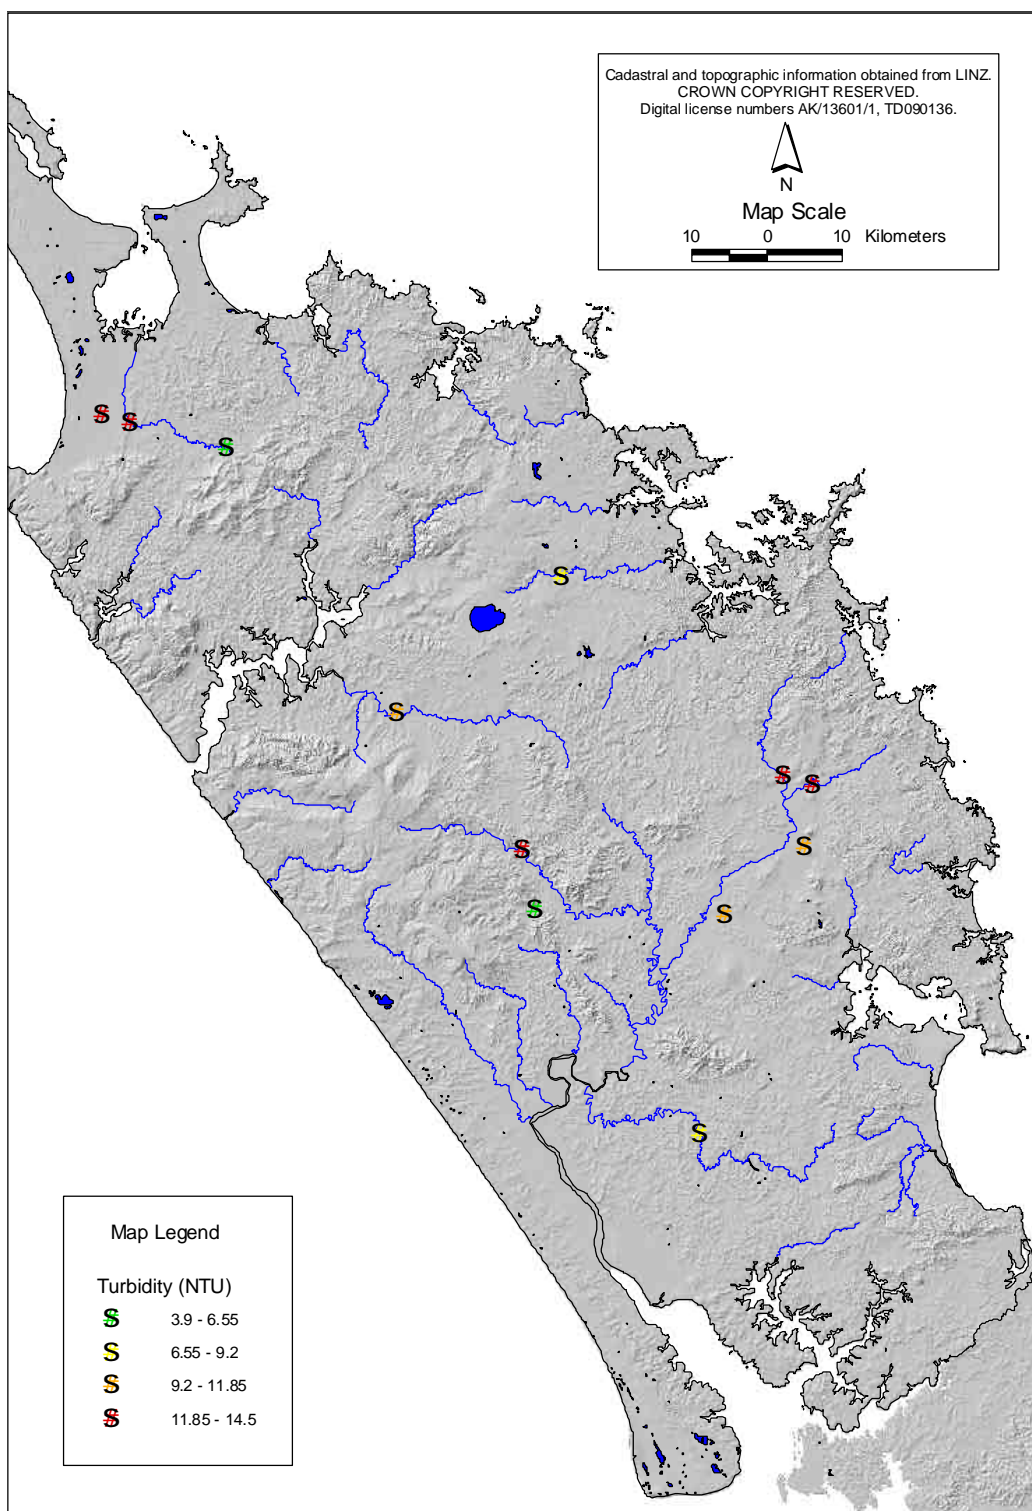 Cadastral and topographic information obtained from LINZ.
CROWN COPYRIGHT RESERVED.
Digital license numbers AK/13601/1, TD090136.
N
Map Scale
10 0 10 Kilometers
S
S
S
S
S
S
S
S
S
S
S
S
Map Legend
Turbidity (NTU)
S 3.9 - 6.55
S 6.55 - 9.2
S 9.2 - 11.85
S 11.85 - 14.5